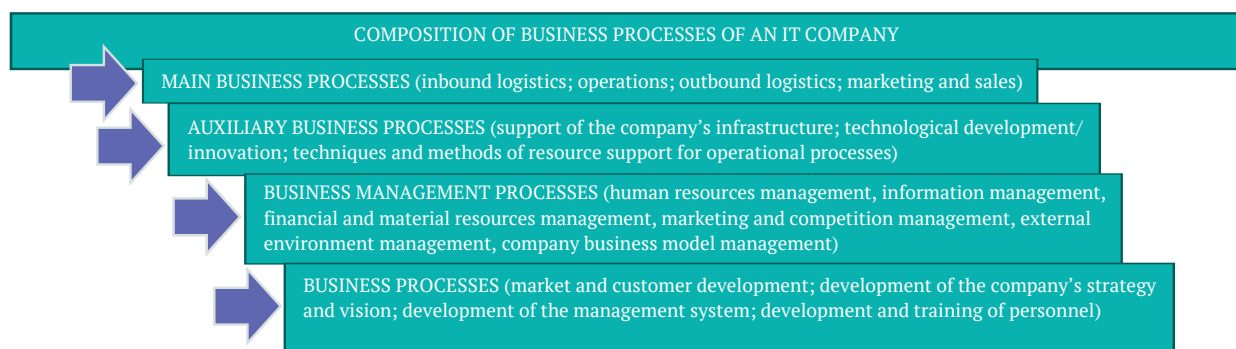 COMPOSITION OF BUSINESS PROCESSES OF AN IT COMPANY
MAIN BUSINESS PROCESSES (inbound logistics; operations; outbound logistics; marketing and sales)
AUXILIARY BUSINESS PROCESSES (support of the company’s infrastructure; technological development/
innovation; techniques and methods of resource support for operational processes)
BUSINESS MANAGEMENT PROCESSES (human resources management, information management,
financial and material resources management, marketing and competition management, external
environment management, company business model management)
BUSINESS PROCESSES (market and customer development; development of the company’s strategy
and vision; development of the management system; development and training of personnel)